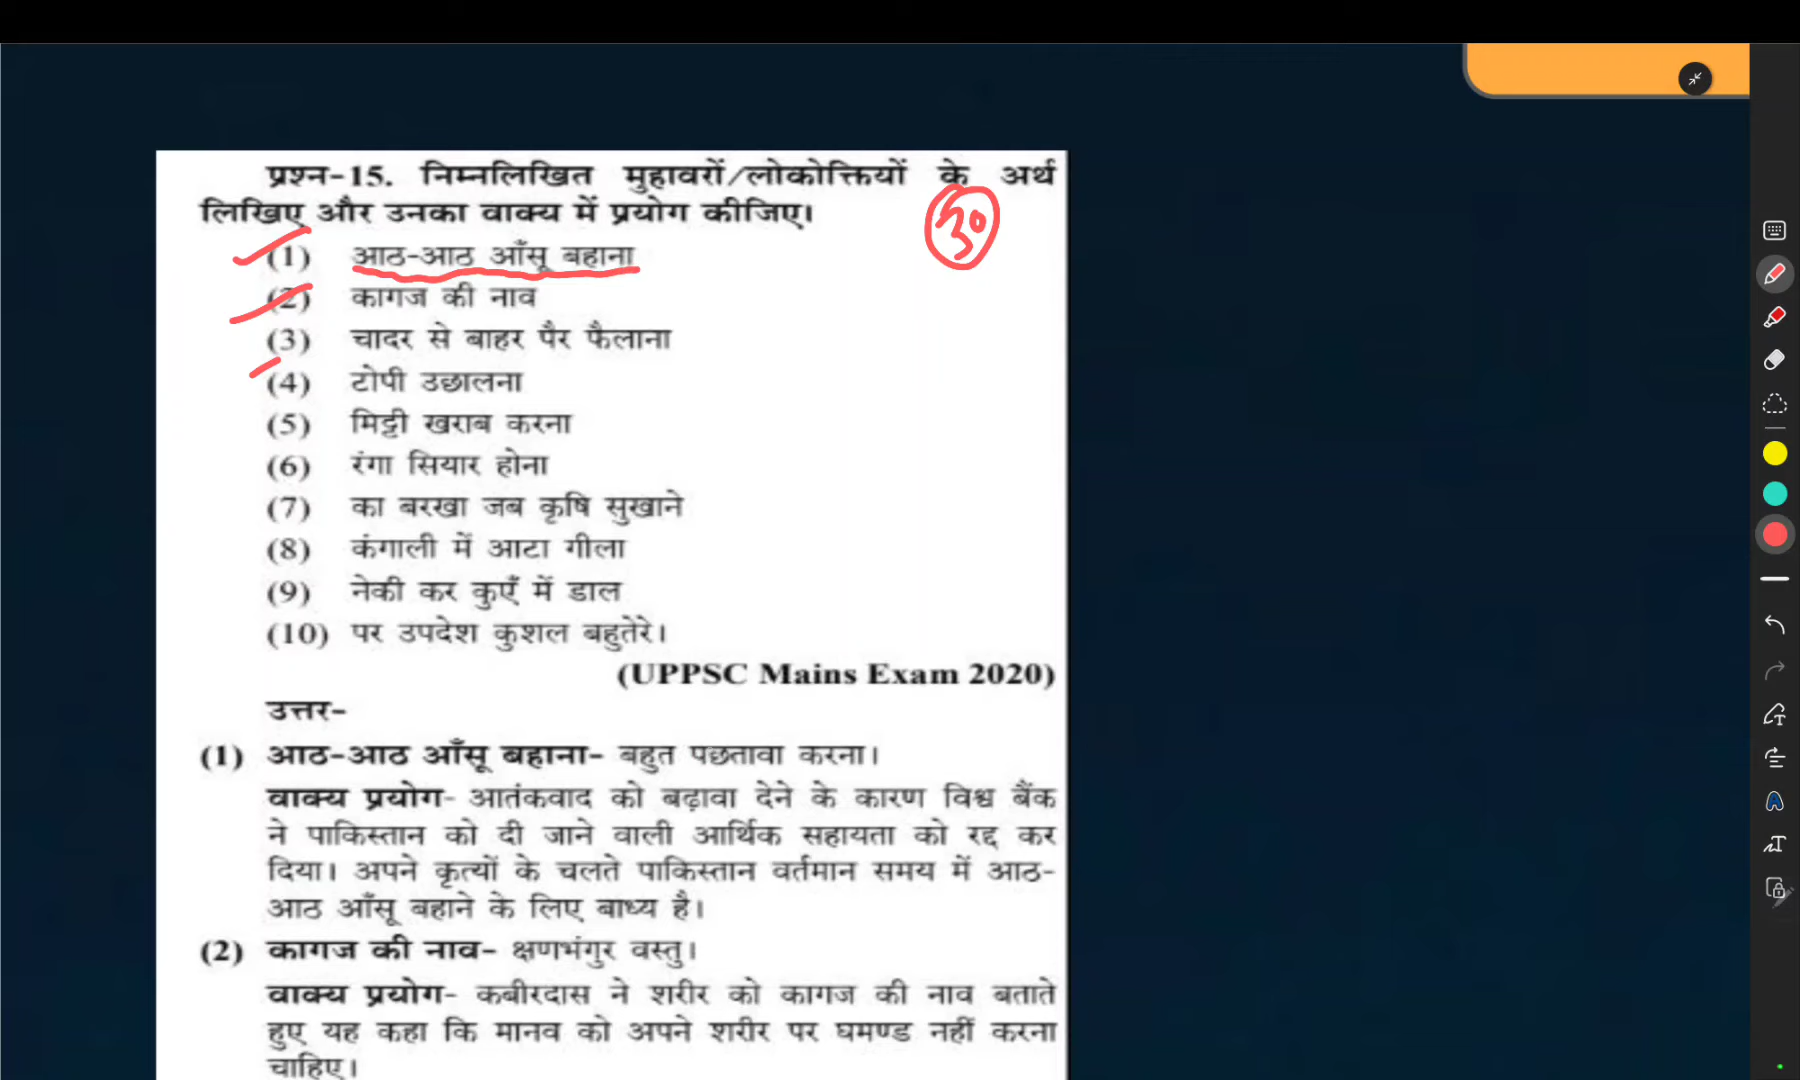 प्रश्न-15. निम्नलिखित मुहावरों/लोकोक्तियों के अर्थ
लिखिए और उनका वाक्य में प्रयोग कीजिए।
30
(1) आठ-आठ आँसू बहाना
(2) कागज की नाव
(3) चादर से बाहर पैर फैलाना
(4) टोपी उछालना
(5) मिट्टी खराब करना
(6) रंगा सियार होना
(7) का बरखा जब कृषि सुखाने
(8) कंगाली में आटा गीला
(9) नेकी कर कुएँ में डाल
(10) पर उपदेश कुशल बहुतेरे।
(UPPSC Mains Exam 2020)
उत्तर-
(1) आठ-आठ आँसू बहाना- बहुत पछतावा करना।
वाक्य प्रयोग- आतंकवाद को बढ़ावा देने के कारण विश्व बैंक
ने पाकिस्तान को दी जाने वाली आर्थिक सहायता को रद्द कर
दिया। अपने कृत्यों के चलते पाकिस्तान वर्तमान समय में आठ-
आठ आँसू बहाने के लिए बाध्य है।
(2) कागज की नाव- क्षणभंगुर वस्तु।
वाक्य प्रयोग- कबीरदास ने शरीर को कागज की नाव बताते
हुए यह कहा कि मानव को अपने शरीर पर घमण्ड नहीं करना
चाहिए।